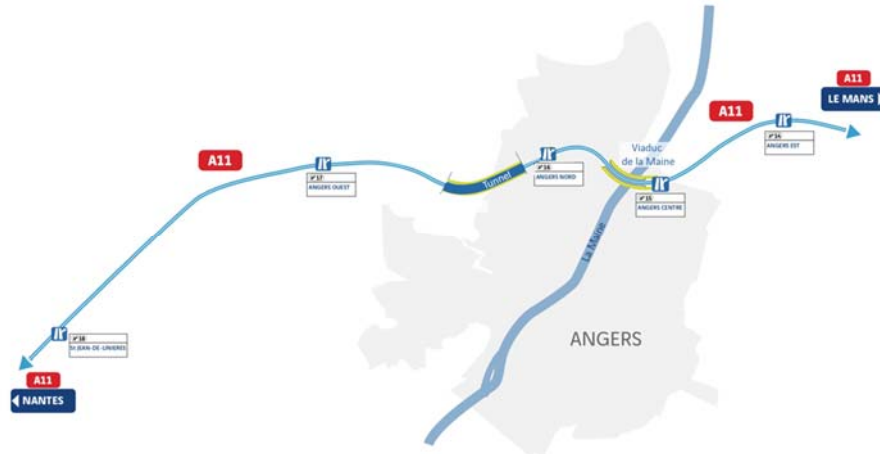 A11
LE MANS
A11
N°14
ANGERS EST
Viaduc
de la Maine
A11
N°17
ANGERS OUEST
Tunnel
N°16
ANGERS NORD
N°15
ANGERS CENTRE
La Maine
ANGERS
N°18
St JEAN-DE-LINIERES
A11
NANTES